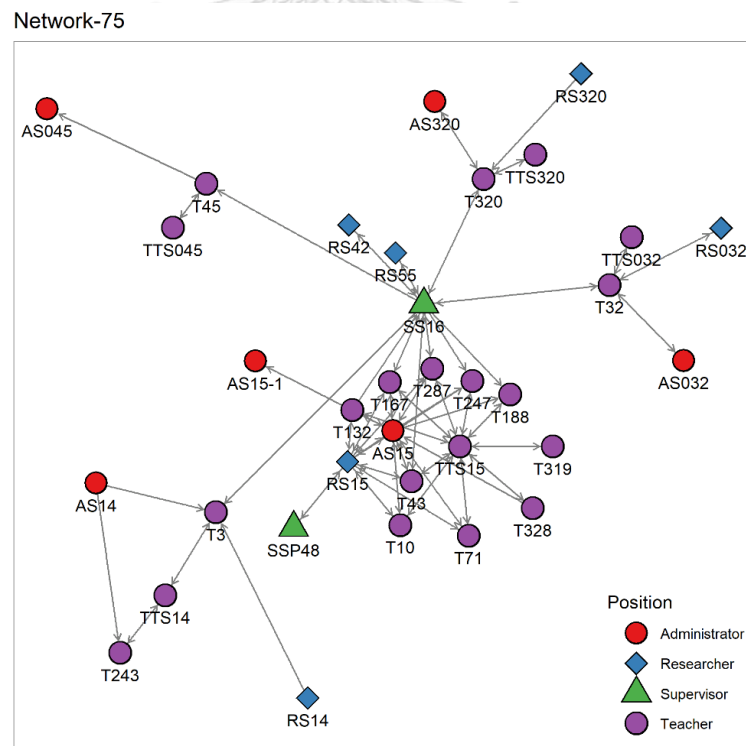 Network-75
RS320
AS320
AS045
TTS320
T320
T45
TTS045
RS42
RS55
TTS032
RS032
T32
SS16
AS15-1
AS032
T287
T167
T247
T188
T132
AS15
TTS15
T319
RS15
T43
AS14
T328
T3
SSP48
T10
T71
TTS14
T243
RS14
Position
Administrator
Researcher
Supervisor
Teacher